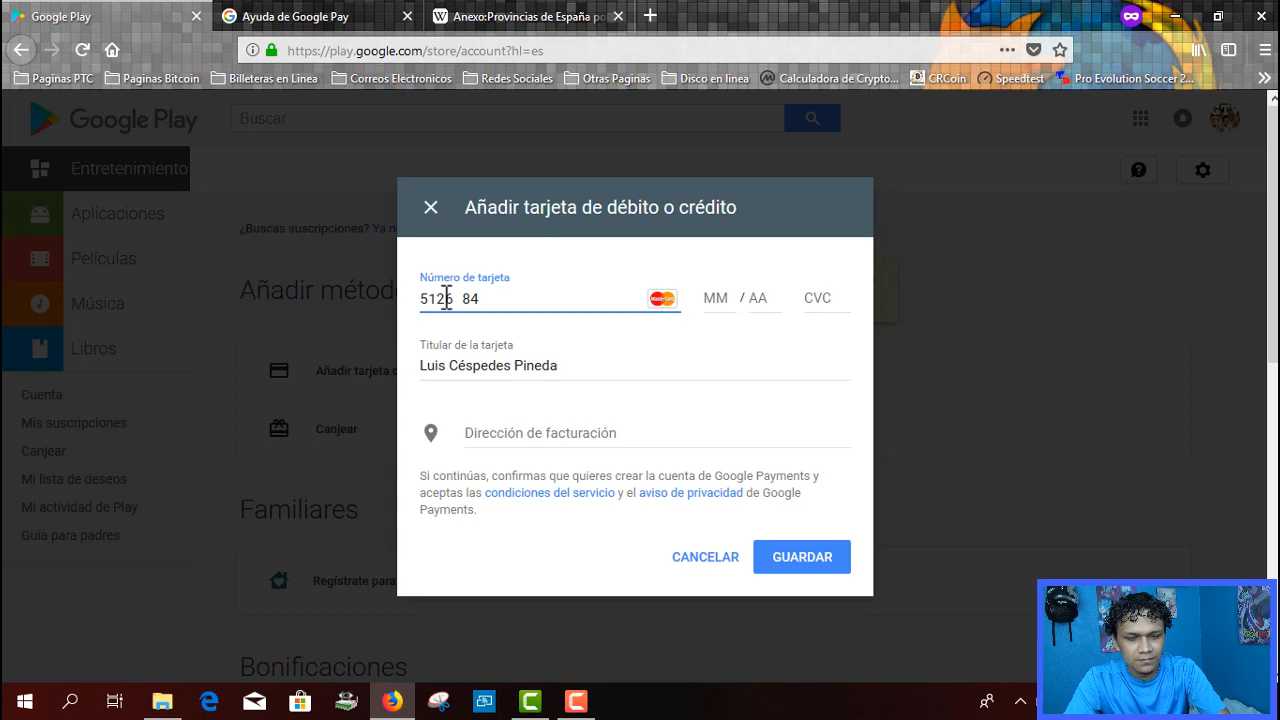 Google Play
Ayuda de Google Pay
Anexo:Provincias de España po
https://play.google.com/store/account?hl=es
Paginas PTC
Paginas Bitcoin
Billeteras en Linea
Correos Electronicos
Redes Sociales
Otras Paginas
Disco en linea
Calculadora de Crypto...
CRCoin
Speedtest
Pro Evolution Soccer 2...
Google Play
Buscar
Entretenimiento
Aplicaciones
Películas
Música
Libros
Cuenta
Mis suscripciones
Canjear
Mi lista de deseos
Mi actividad de Play
Guía para padres
¿Buscas suscripciones? Ya n
Añadir méto
Añadir tarjeta
Canjear
Familiares
Regístrate para
Bonificaciones
Añadir tarjeta de débito o crédito
Número de tarjeta
5126 84
MasterCard
MM / AA
CVC
Titular de la tarjeta
Luis Céspedes Pineda
Dirección de facturación
Si continúas, confirmas que quieres crear la cuenta de Google Payments y
aceptas las condiciones del servicio y el aviso de privacidad de Google
Payments.
CANCELAR
GUARDAR